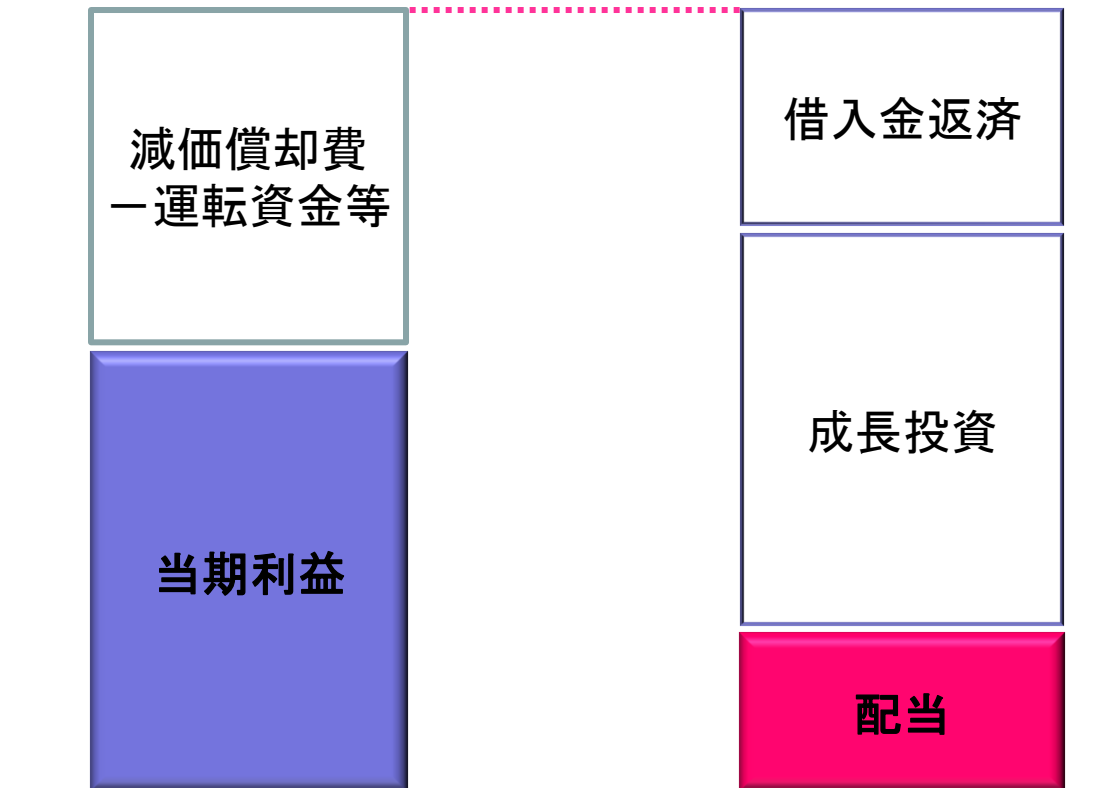 減価償却費
－運転資金等
当期利益
借入金返済
成長投資
配当